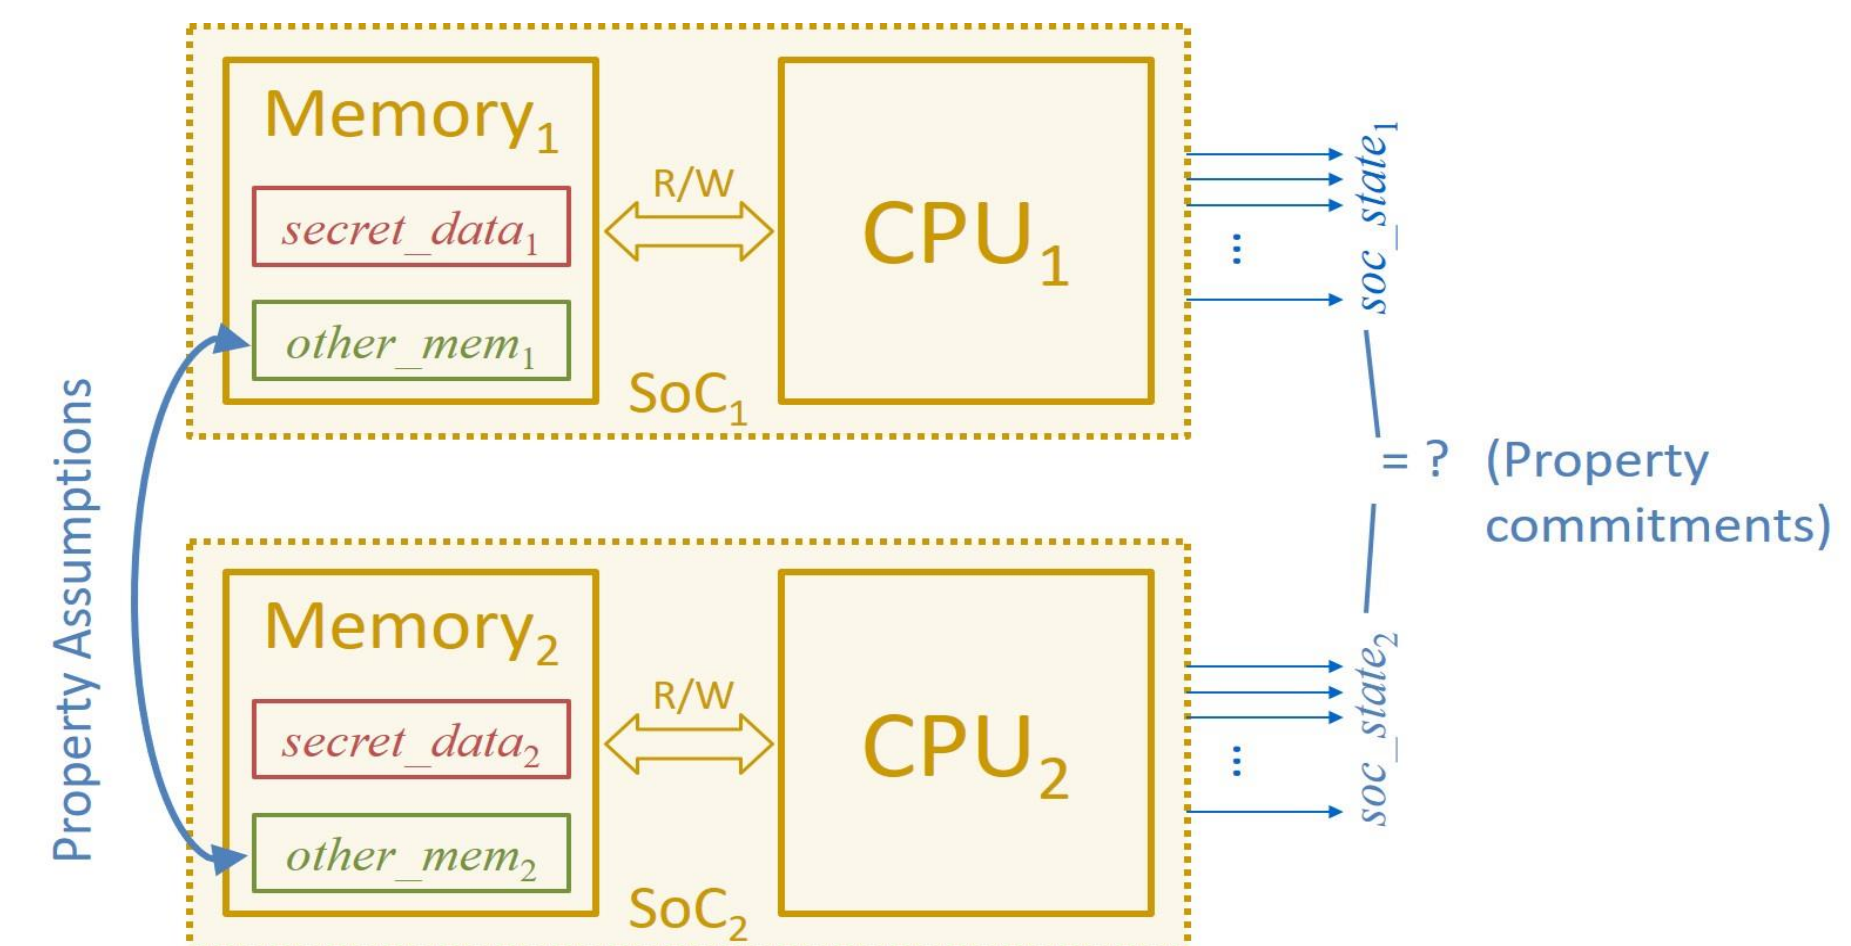 Memory₁
secret_data₁
other_mem₁
R/W
CPU₁
SoC₁
...
soc_state₁
Property Assumptions
= ? (Property
commitments)
Memory₂
secret_data₂
other_mem₂
R/W
CPU₂
SoC₂
...
soc_state₂